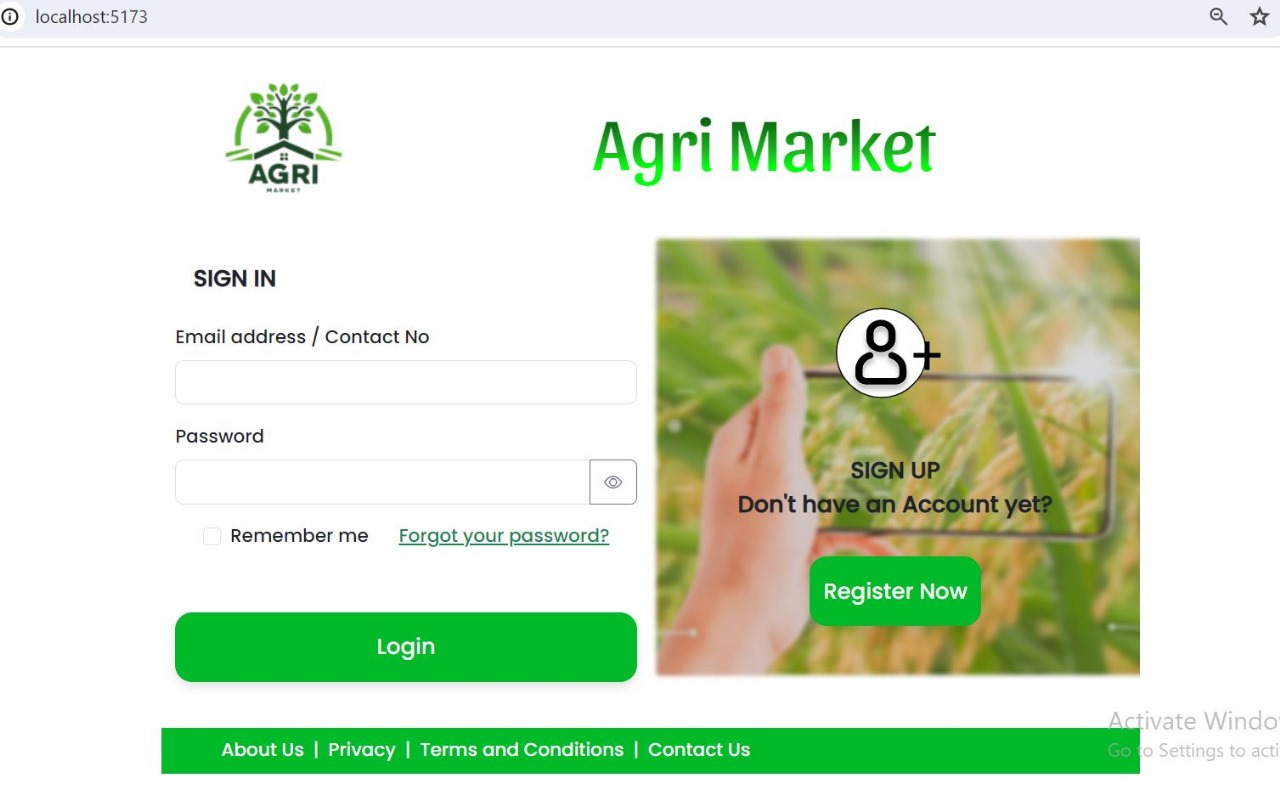 localhost:5173
AGRI
MARKET
Agri Market
SIGN IN
Email address / Contact No
Password
Remember me Forgot your password?
Login
SIGN UP
Don't have an Account yet?
Register Now
About Us | Privacy | Terms and Conditions | Contact Us
Activate Windo
Go to Settings to acti